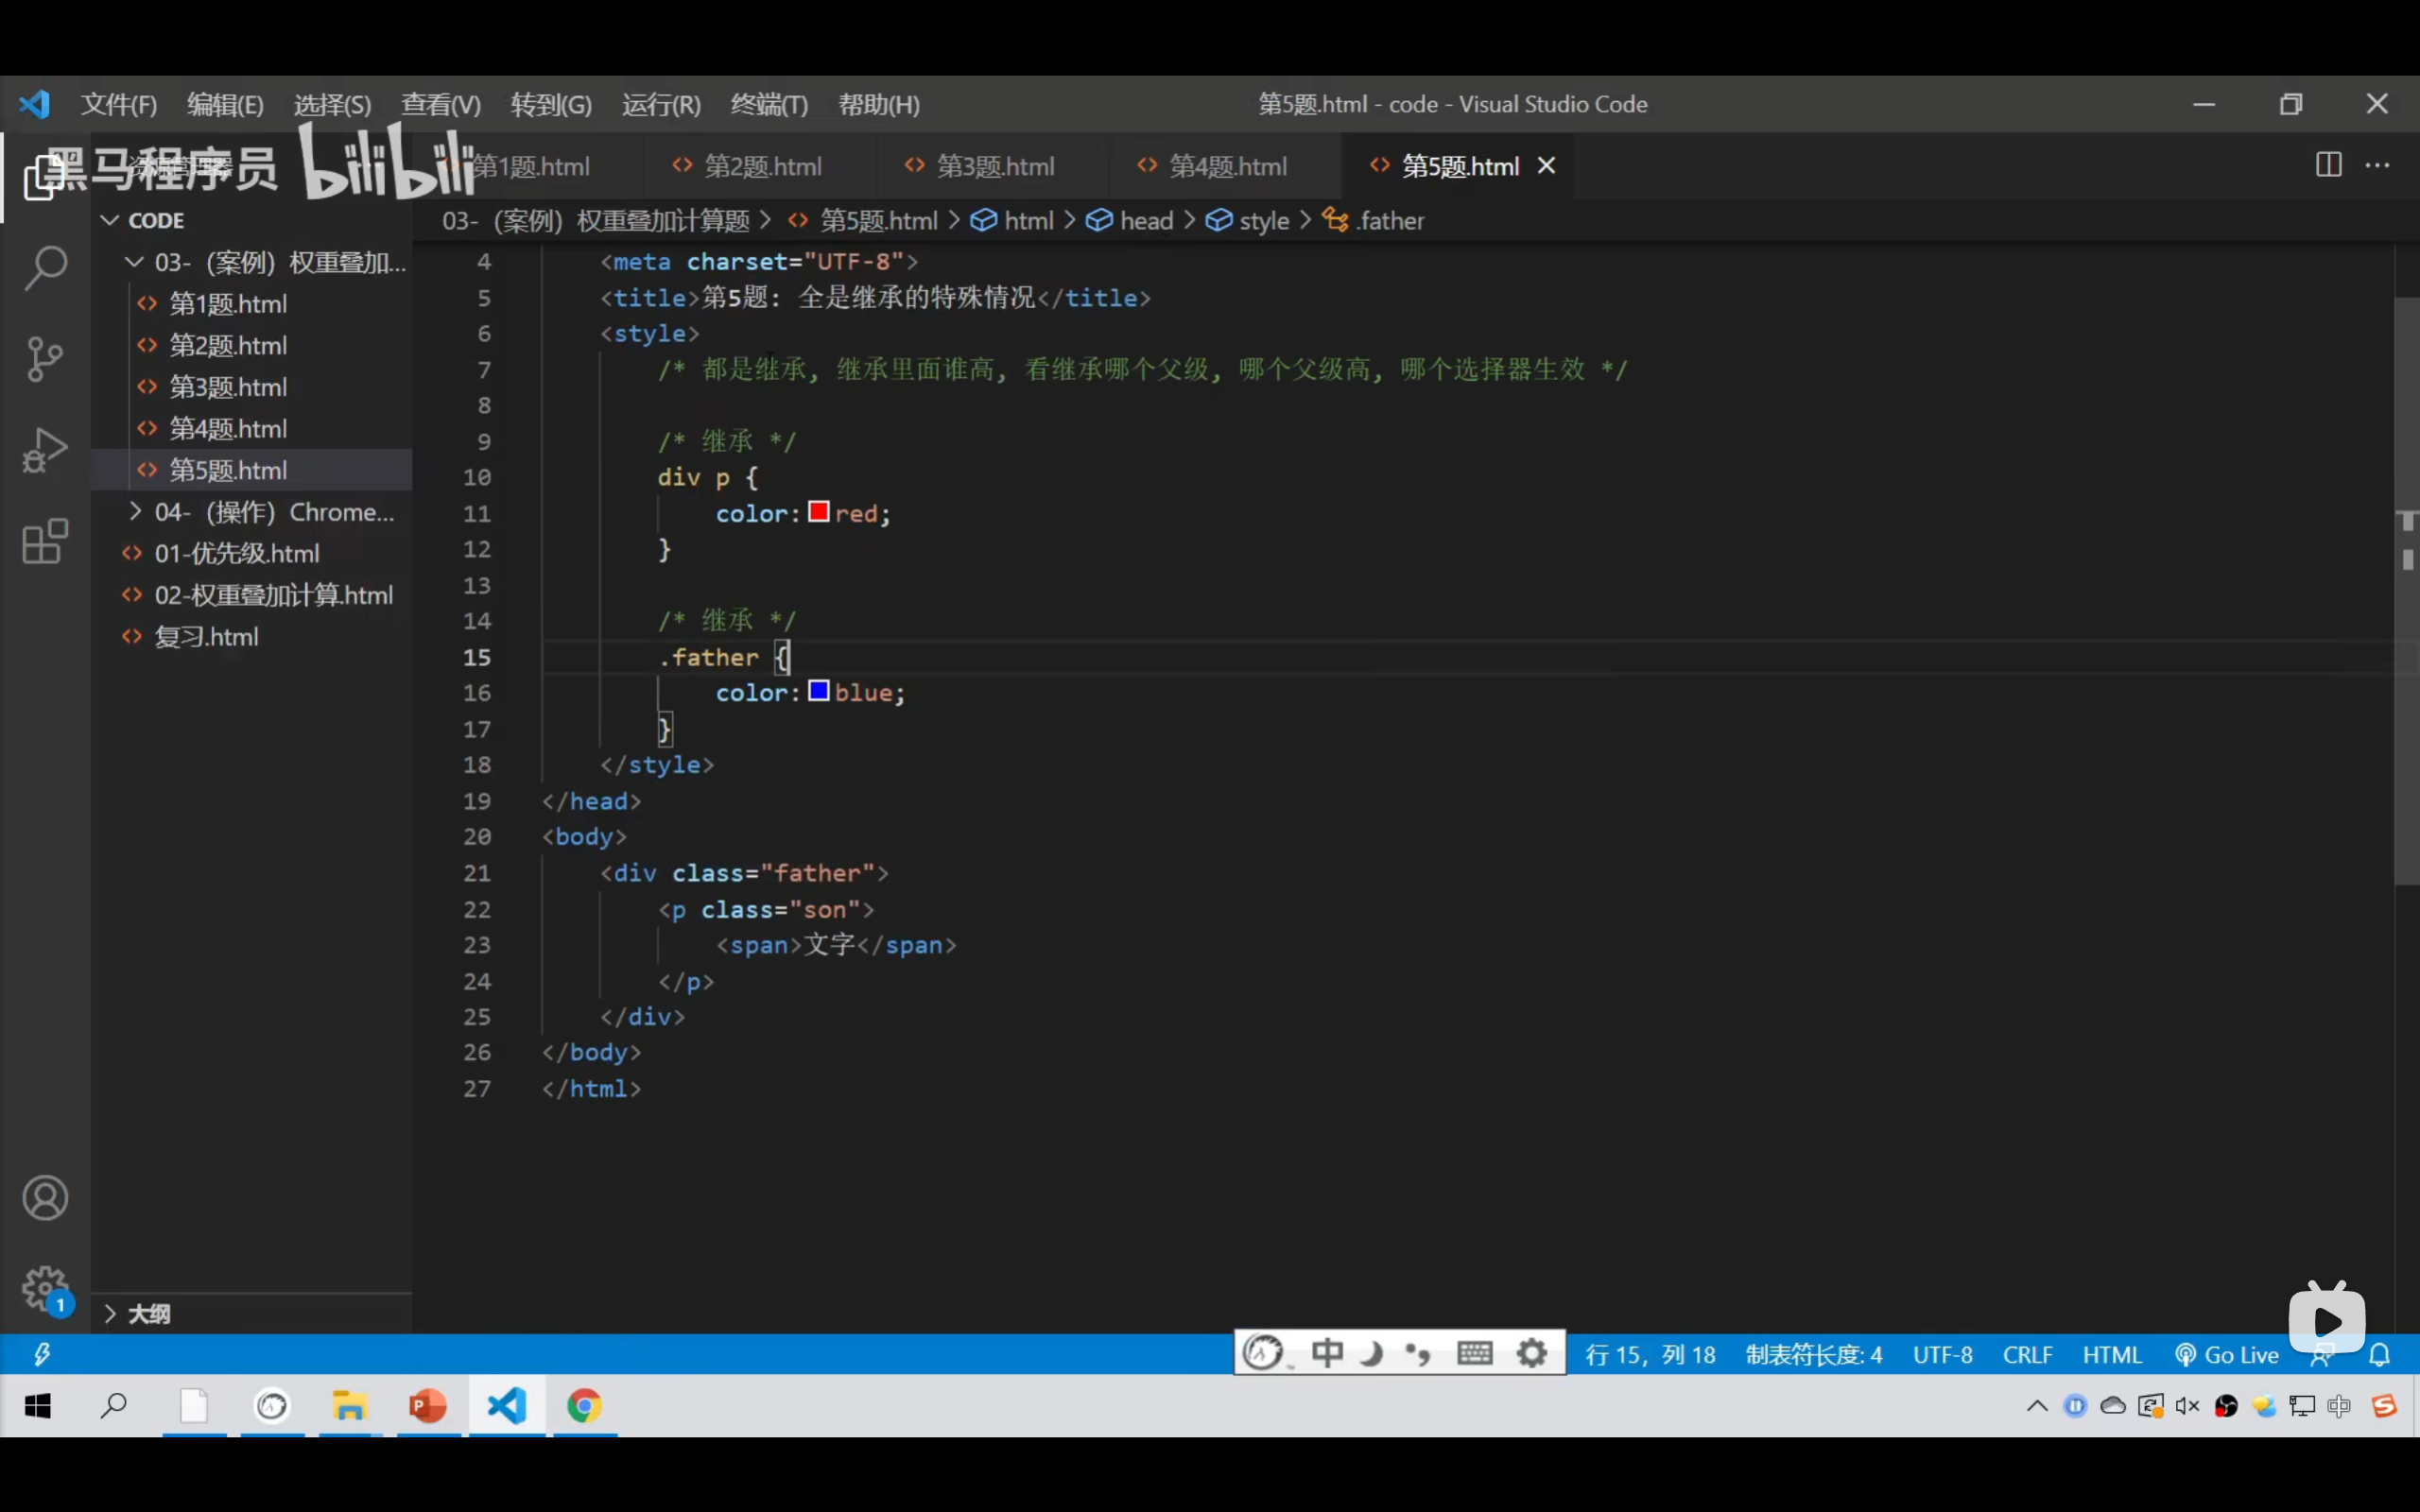 文件(F) 编辑(E) 选择(S) 查看(V) 转到(G) 运行(R) 终端(T) 帮助(H) 第5题.html - code - Visual Studio Code
黑马程序员 bilibili
资源管理器
第1题.html 第2题.html 第3题.html 第4题.html 第5题.html
CODE
03-（案例）权重叠加计算题 > 第5题.html > html > head > style > .father
03-（案例）权重叠加...
第1题.html
第2题.html
第3题.html
第4题.html
第5题.html
04-（操作）Chrome...
01-优先级.html
02-权重叠加计算.html
复习.html
大纲
4 <meta charset="UTF-8">
5 <title>第5题: 全是继承的特殊情况</title>
6 <style>
7 /* 都是继承, 继承里面谁高, 看继承哪个父级, 哪个父级高, 哪个选择器生效 */
8
9 /* 继承 */
10 div p {
11 color: red;
12 }
13
14 /* 继承 */
15 .father {
16 color: blue;
17 }
18 </style>
19 </head>
20 <body>
21 <div class="father">
22 <p class="son">
23 <span>文字</span>
24 </p>
25 </div>
26 </body>
27 </html>
1
中
行 15，列 18 制表符长度: 4 UTF-8 CRLF HTML Go Live